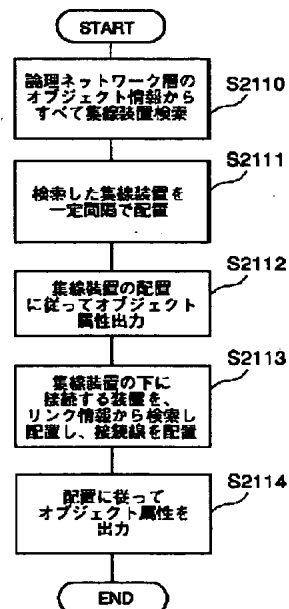 START
論理ネットワーク層の
オブジェクト情報から
すべて集線装置検索
S2110
検索した集線装置を
一定間隔で配置
S2111
集線装置の配置
に従ってオブジェクト
属性出力
S2112
集線装置の下に
接続する装置を、
リンク情報から検索し
配置し、接続線を配置
S2113
配置に従って
オブジェクト属性を
出力
S2114
END